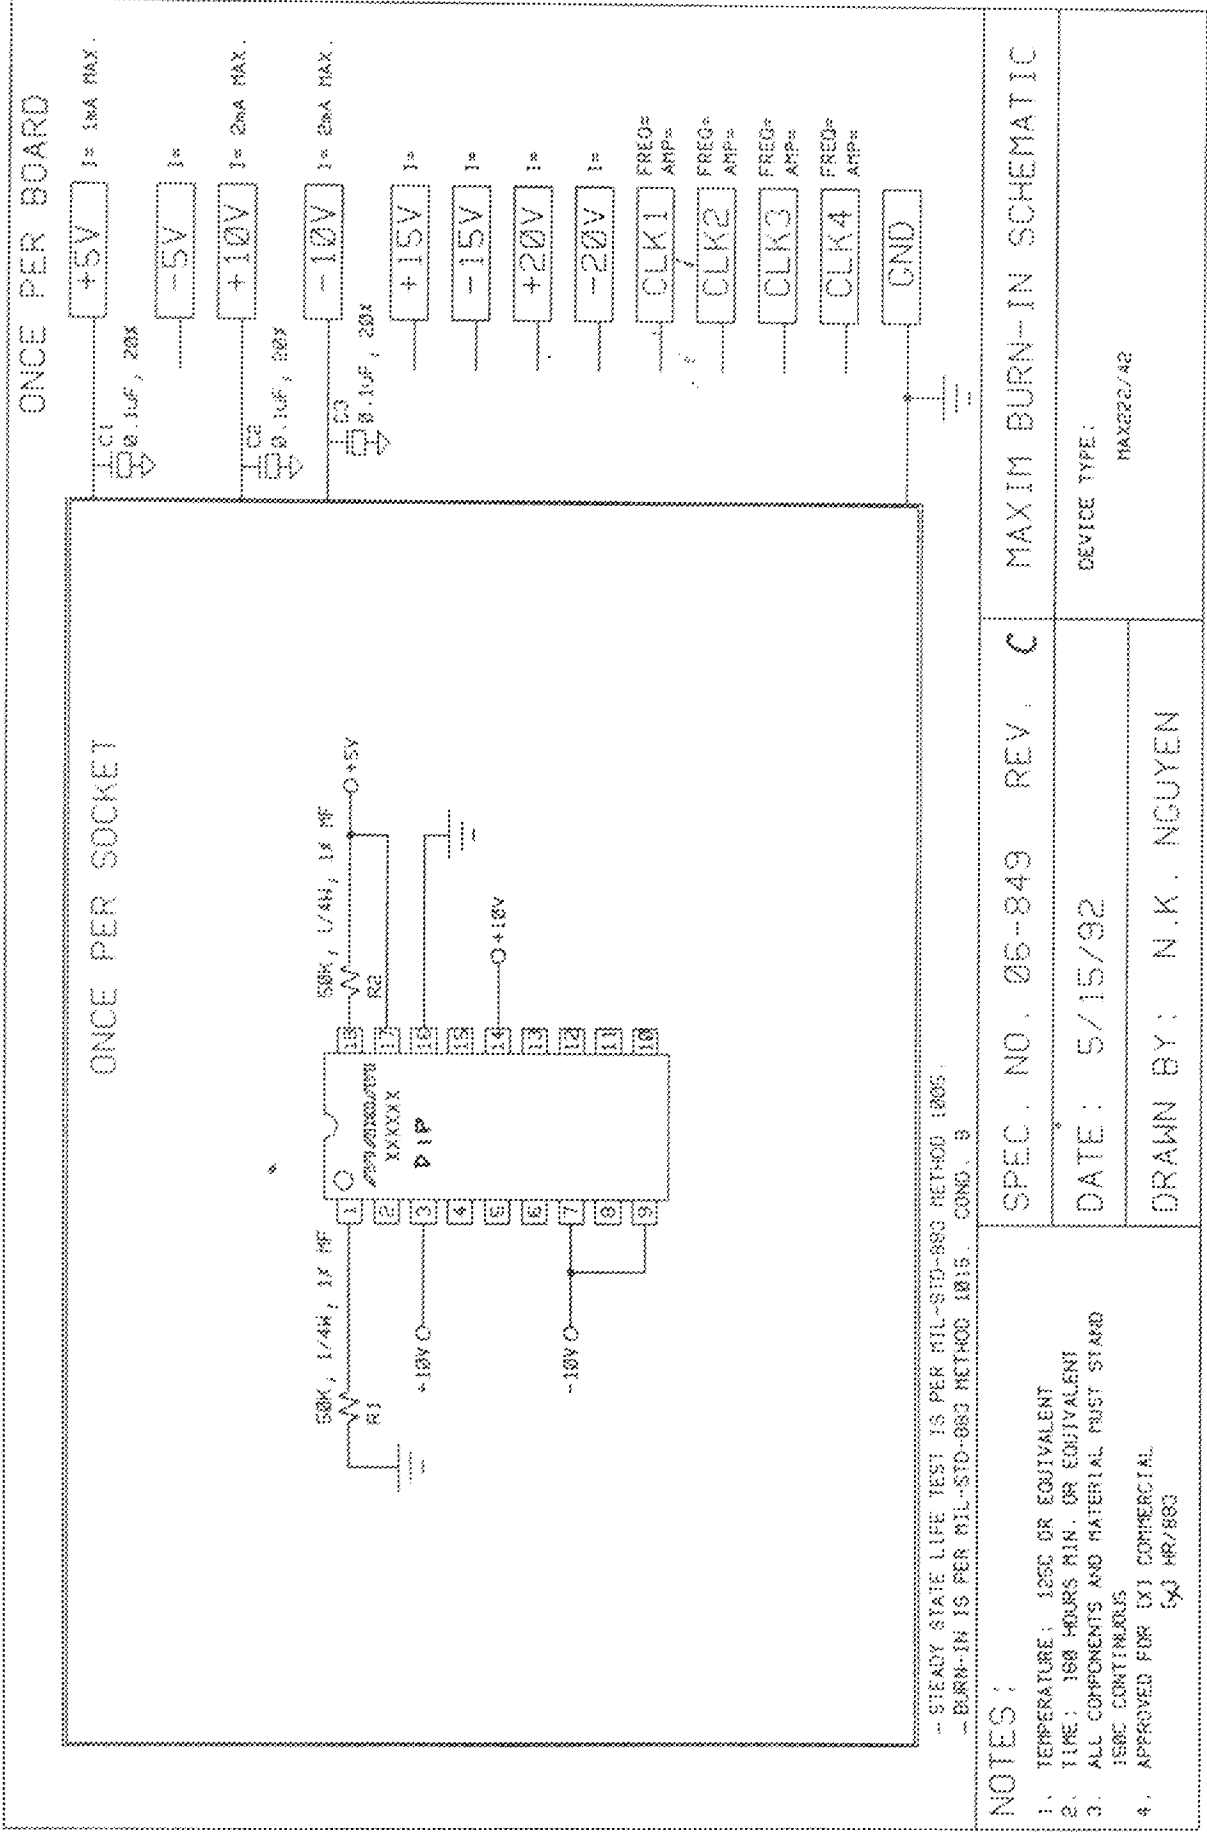 ONCE PER BOARD
+5V I= 1mA MAX.
C1
0.1uF, 20%
-5V I=
+10V I= 2mA MAX.
C2
0.1uF, 20%
-10V I= 2mA MAX.
C3
0.1uF, 20%
+15V I=
-15V I=
+20V I=
-20V I=
CLK1 FREQ=
AMP=
CLK2 FREQ=
AMP=
CLK3 FREQ=
AMP=
CLK4 FREQ=
AMP=
GND
ONCE PER SOCKET
50K, 1/4W, 1% MF
R1
50K, 1/4W, 1% MF
R2
+5V
MAXIM
XXXXXX
DIP
1 18
2 17
3 16
4 15
5 14
6 13
7 12
8 11
9 10
+10V
+10V
-10V
- STEADY STATE LIFE TEST IS PER MIL-STD-883 METHOD 1005.
- BURN-IN IS PER MIL-STD-883 METHOD 1015. COND. B
NOTES:
1. TEMPERATURE: 125C OR EQUIVALENT
2. TIME: 160 HOURS MIN. OR EQUIVALENT
3. ALL COMPONENTS AND MATERIAL MUST STAND
150C CONTINUOUS
4. APPROVED FOR [X] COMMERCIAL
[X] HR/883
SPEC. NO. 06-849 REV. C
DATE: 5/15/92
DRAWN BY: N.K. NGUYEN
MAXIM BURN-IN SCHEMATIC
DEVICE TYPE:
MAX222/42